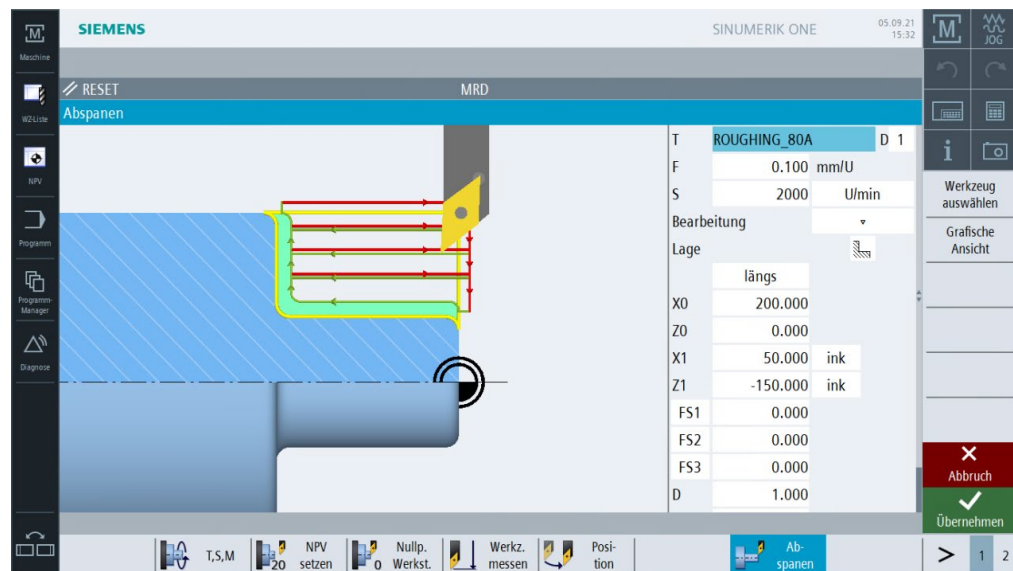 SIEMENS
SINUMERIK ONE
05.09.21
15:32
M
JOG
M
Maschine
WZ-Liste
NPV
Programm
Programm-
Manager
Diagnose
RESET
MRD
Abspanen
T ROUGHING_80A D 1
F 0.100 mm/U
S 2000 U/min
Bearbeitung
Lage
längs
X0 200.000
Z0 0.000
X1 50.000 ink
Z1 -150.000 ink
FS1 0.000
FS2 0.000
FS3 0.000
D 1.000
i
Werkzeug
auswählen
Grafische
Ansicht
Abbruch
Übernehmen
T,S,M
20
NPV
setzen
0
Nullp.
Werkst.
Werkz.
messen
Posi-
tion
Ab-
spanen
> 1 2